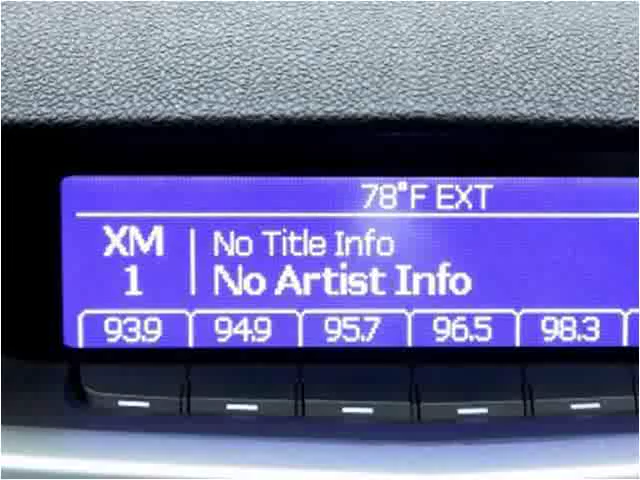 78°F EXT
XM
1
No Title Info
No Artist Info
93.9 94.9 95.7 96.5 98.3